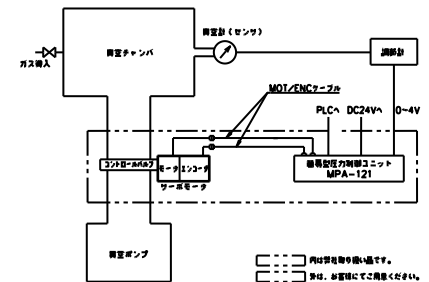 真空計(センサ)
真空チャンバ
調節計
ガス導入
MOT/ENCケーブル
PLCへ DC24Vへ 0~4V
コントロールバルブ
モータ エンコーダ
サーボモータ
簡易型圧力制御ユニット
MPA-121
真空ポンプ
内は弊社取り扱い品です。
外は、お客様にてご用意ください。